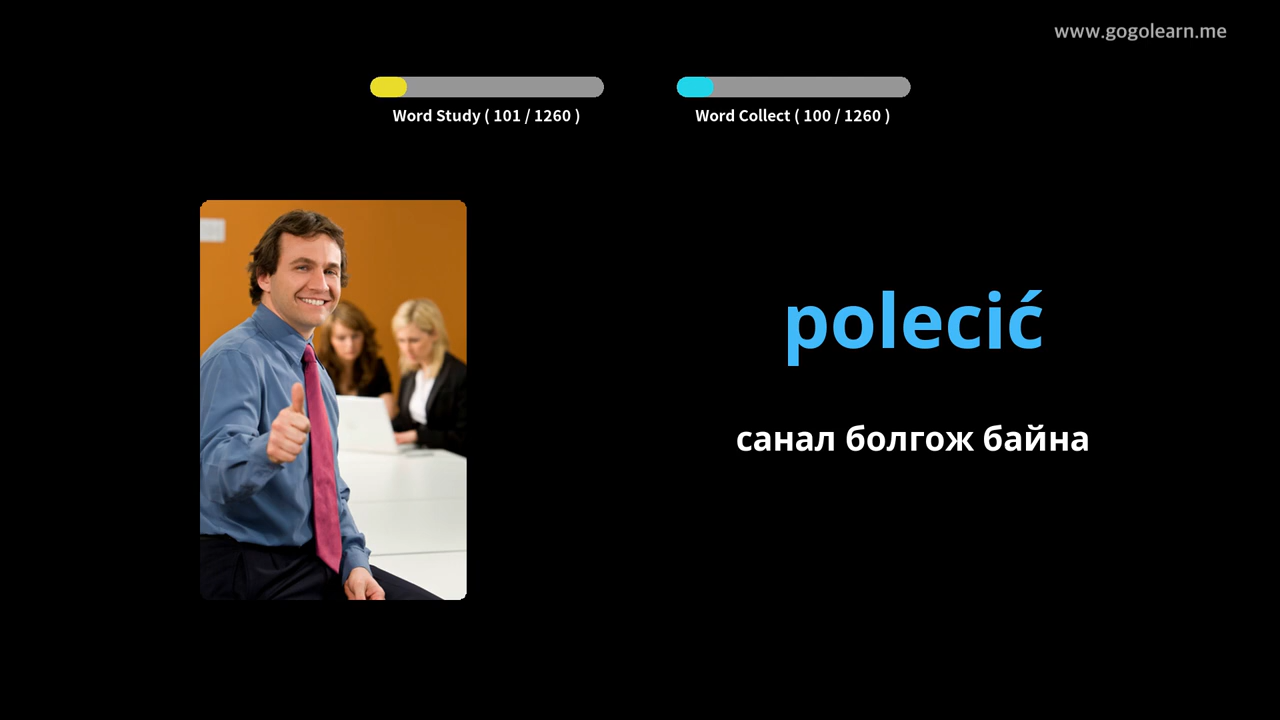 www.gogolearn.me
Word Study ( 101 / 1260 )
Word Collect ( 100 / 1260 )
polecić
санал болгож байна